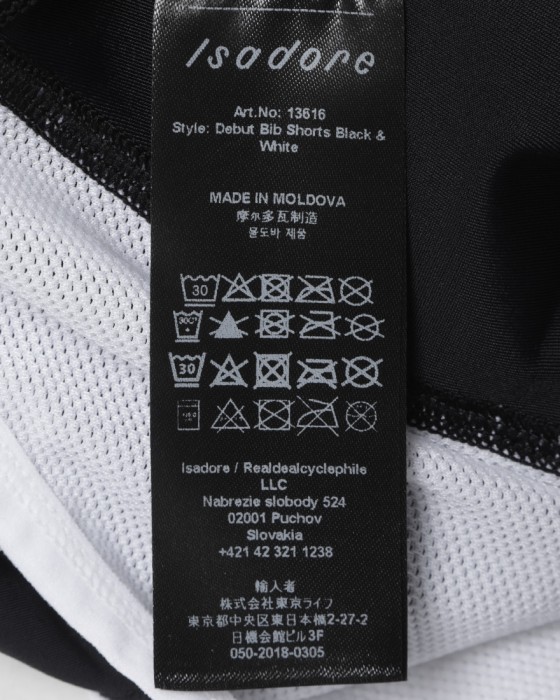 Isadore
Art.No: 13616
Style: Debut Bib Shorts Black &
White
MADE IN MOLDOVA
摩尔多瓦制造
몰도바 제품
30
30
Isadore / Realdealcyclephile
LLC
Nabrezie slobody 524
02001 Puchov
Slovakia
+421 42 321 1238
輸入者
株式会社東京ライフ
東京都中央区東日本橋2-27-2
日機会館ビル3F
050-2018-0305